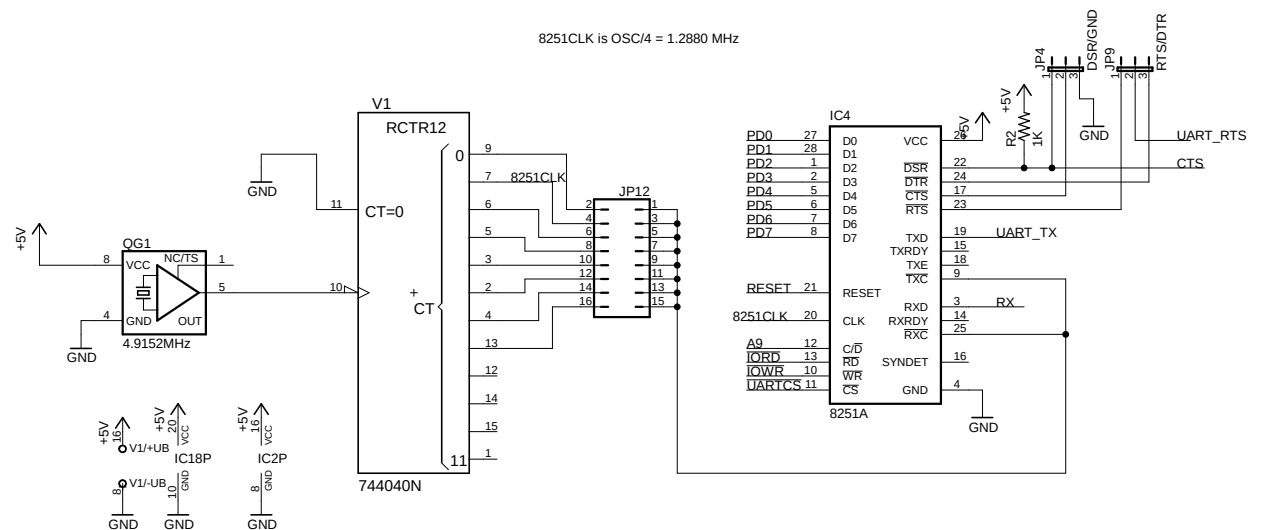 8251CLK is OSC/4 = 1.2880 MHz
JP4
1
2
3
DSR/GND
JP9
1
2
3
RTS/DTR
+5V
R2
1K
GND
UART_RTS
CTS
V1
RCTR12
0
9
7
8251CLK
6
5
3
2
4
13
12
14
15
11
1
11
CT=0
10
+
CT
744040N
GND
+5V
QG1
8
VCC
NC/TS
1
5
4
GND
OUT
4.9152MHz
GND
JP12
2
1
4
3
6
5
8
7
10
9
12
11
14
13
16
15
IC4
PD0
27
D0
PD1
28
D1
PD2
1
D2
PD3
2
D3
PD4
5
D4
PD5
6
D5
PD6
7
D6
PD7
8
D7
RESET
21
RESET
8251CLK
20
CLK
A9
12
C/D
IORD
13
RD
IOWR
10
WR
UARTCS
11
CS
VCC
26
+5V
DSR
22
DTR
24
CTS
17
RTS
23
TXD
19
UART_TX
TXRDY
15
TXE
18
TXC
9
RXD
3
RX
RXRDY
14
RXC
25
SYNDET
16
GND
4
GND
8251A
+5V
16
V1/+UB
V1/-UB
8
GND
+5V
20
VCC
IC18P
10
GND
GND
+5V
16
VCC
IC2P
8
GND
GND